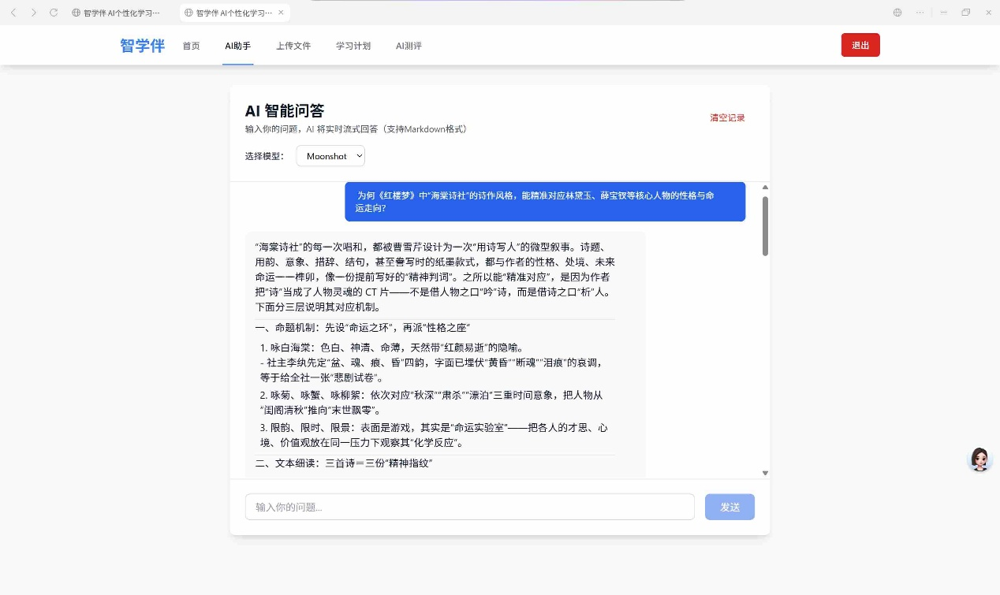 智学伴 AI个性化学习…
智学伴 AI个性化学习…
智学伴
首页
AI助手
上传文件
学习计划
AI测评
退出
AI 智能问答
输入你的问题，AI 将实时流式回答（支持Markdown格式）
清空记录
选择模型：
Moonshot
为何《红楼梦》中“海棠诗社”的诗作风格，能精准对应林黛玉、薛宝钗等核心人物的性格与命
运走向？
“海棠诗社”的每一次唱和，都被曹雪芹设计为一次“用诗写人”的微型叙事。诗题、
用韵、意象、措辞、结句，甚至誊写时的纸墨款式，都与作者的性格、处境、未来
命运一一榫卯，像一份提前写好的“精神判词”。之所以能“精准对应”，是因为作者
把“诗”当成了人物灵魂的 CT 片——不是借人物之口“吟”诗，而是借诗之口“析”人。
下面分三层说明其对应机制。
一、命题机制：先设“命运之环”，再派“性格之座”
1. 咏白海棠：色白、神清、命薄，天然带“红颜易逝”的隐喻。
- 社主李纨先定“盆、魂、痕、昏”四韵，字面已埋伏“黄昏”“断魂”“泪痕”的哀调，
等于给全社一张“悲剧试卷”。
2. 咏菊、咏蟹、咏柳絮：依次对应“秋深”“肃杀”“漂泊”三重时间意象，把人物从
“闺阁清秋”推向“末世飘零”。
3. 限韵、限时、限景：表面是游戏，其实是“命运实验室”——把各人的才思、心
境、价值观放在同一压力下观察其“化学反应”。
二、文本细读：三首诗＝三份“精神指纹”
输入你的问题...
发送